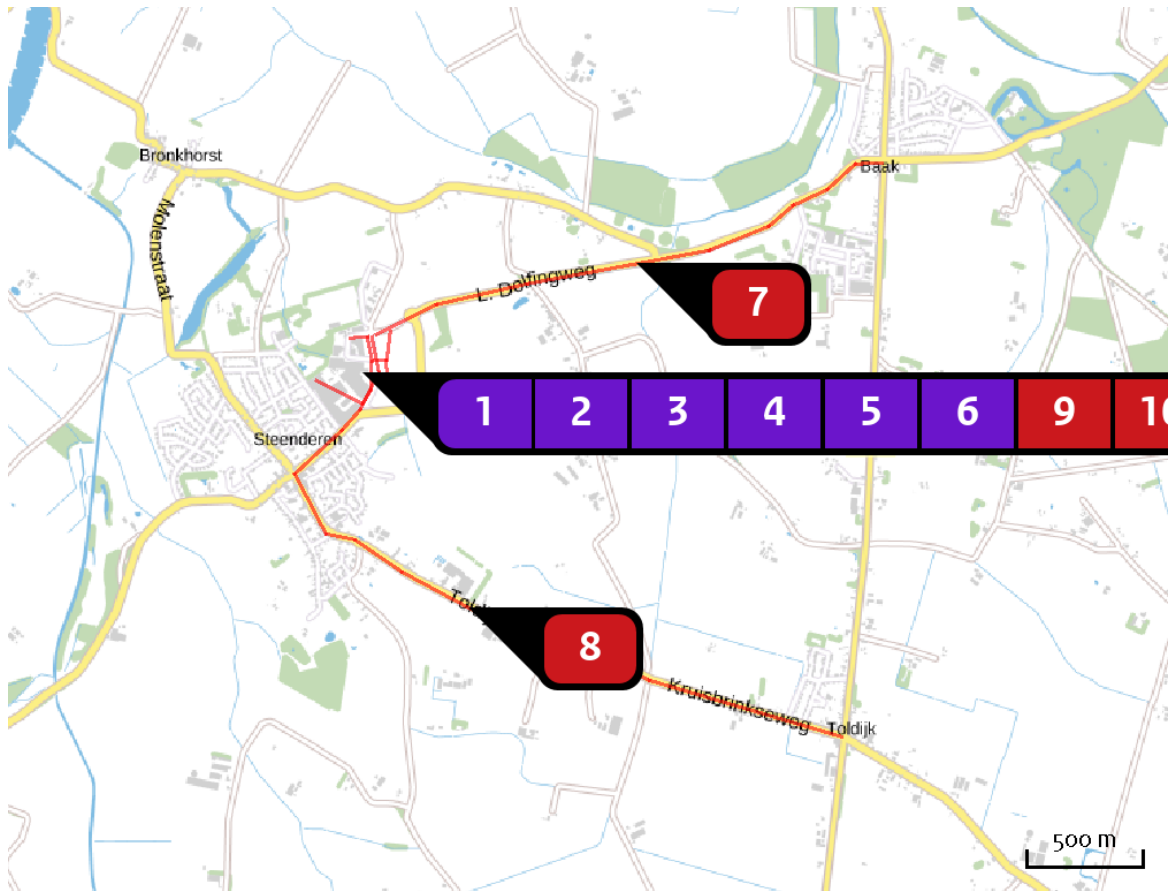 Bronkhorst
Baak
Molenstraat
L. Dolfingweg
7
1 2 3 4 5 6 9
Steenderen
8
Kruisbrinkseweg
Toldijk
500 m